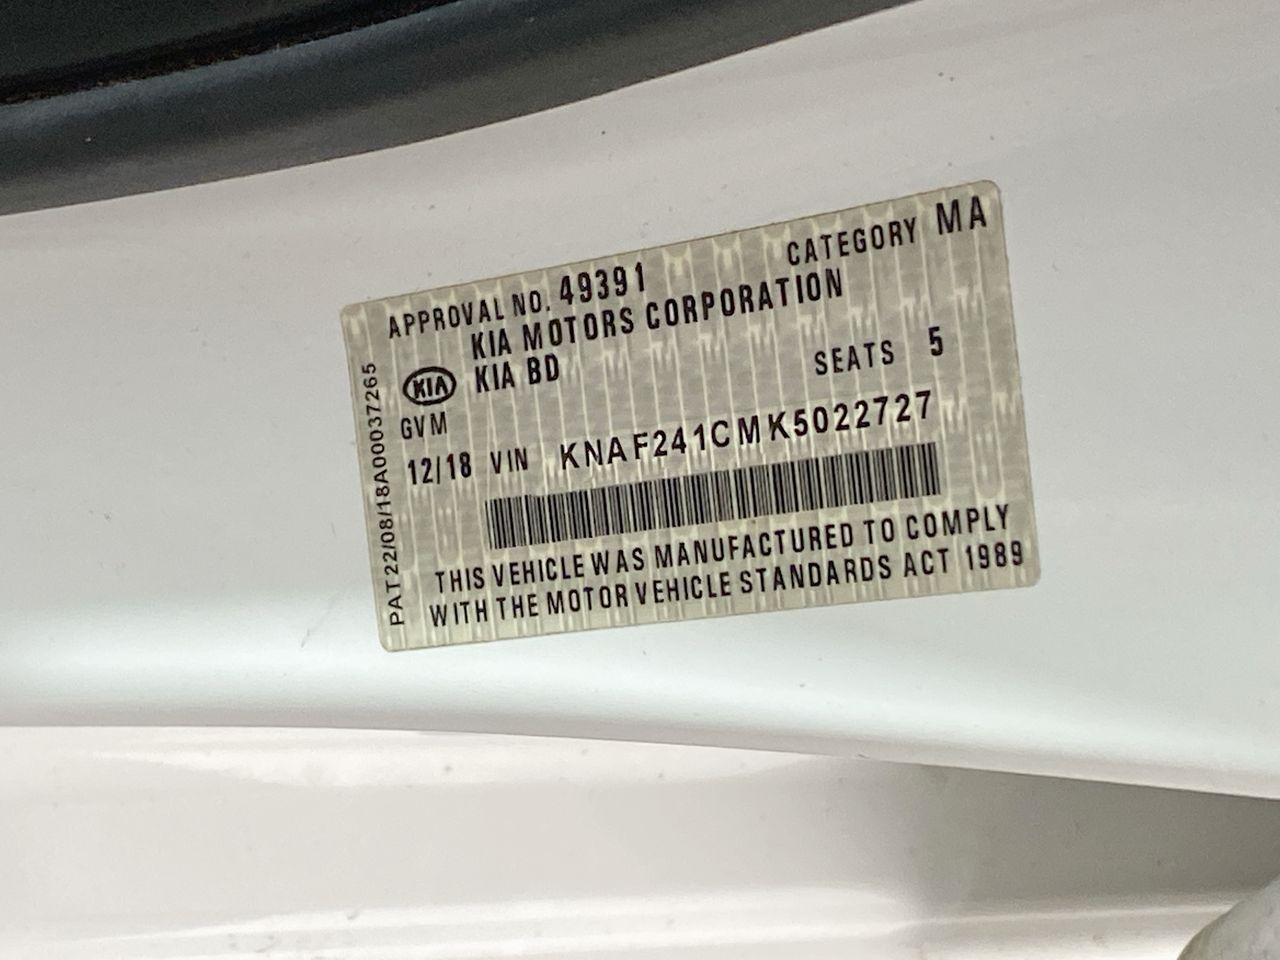 APPROVAL NO. 49391 CATEGORY MA
KIA MOTORS CORPORATION
KIA KIA BD SEATS 5
GVM
12/18 VIN KNAF241CMK5022727
THIS VEHICLE WAS MANUFACTURED TO COMPLY
WITH THE MOTOR VEHICLE STANDARDS ACT 1989
PAT22/08/18A00037265